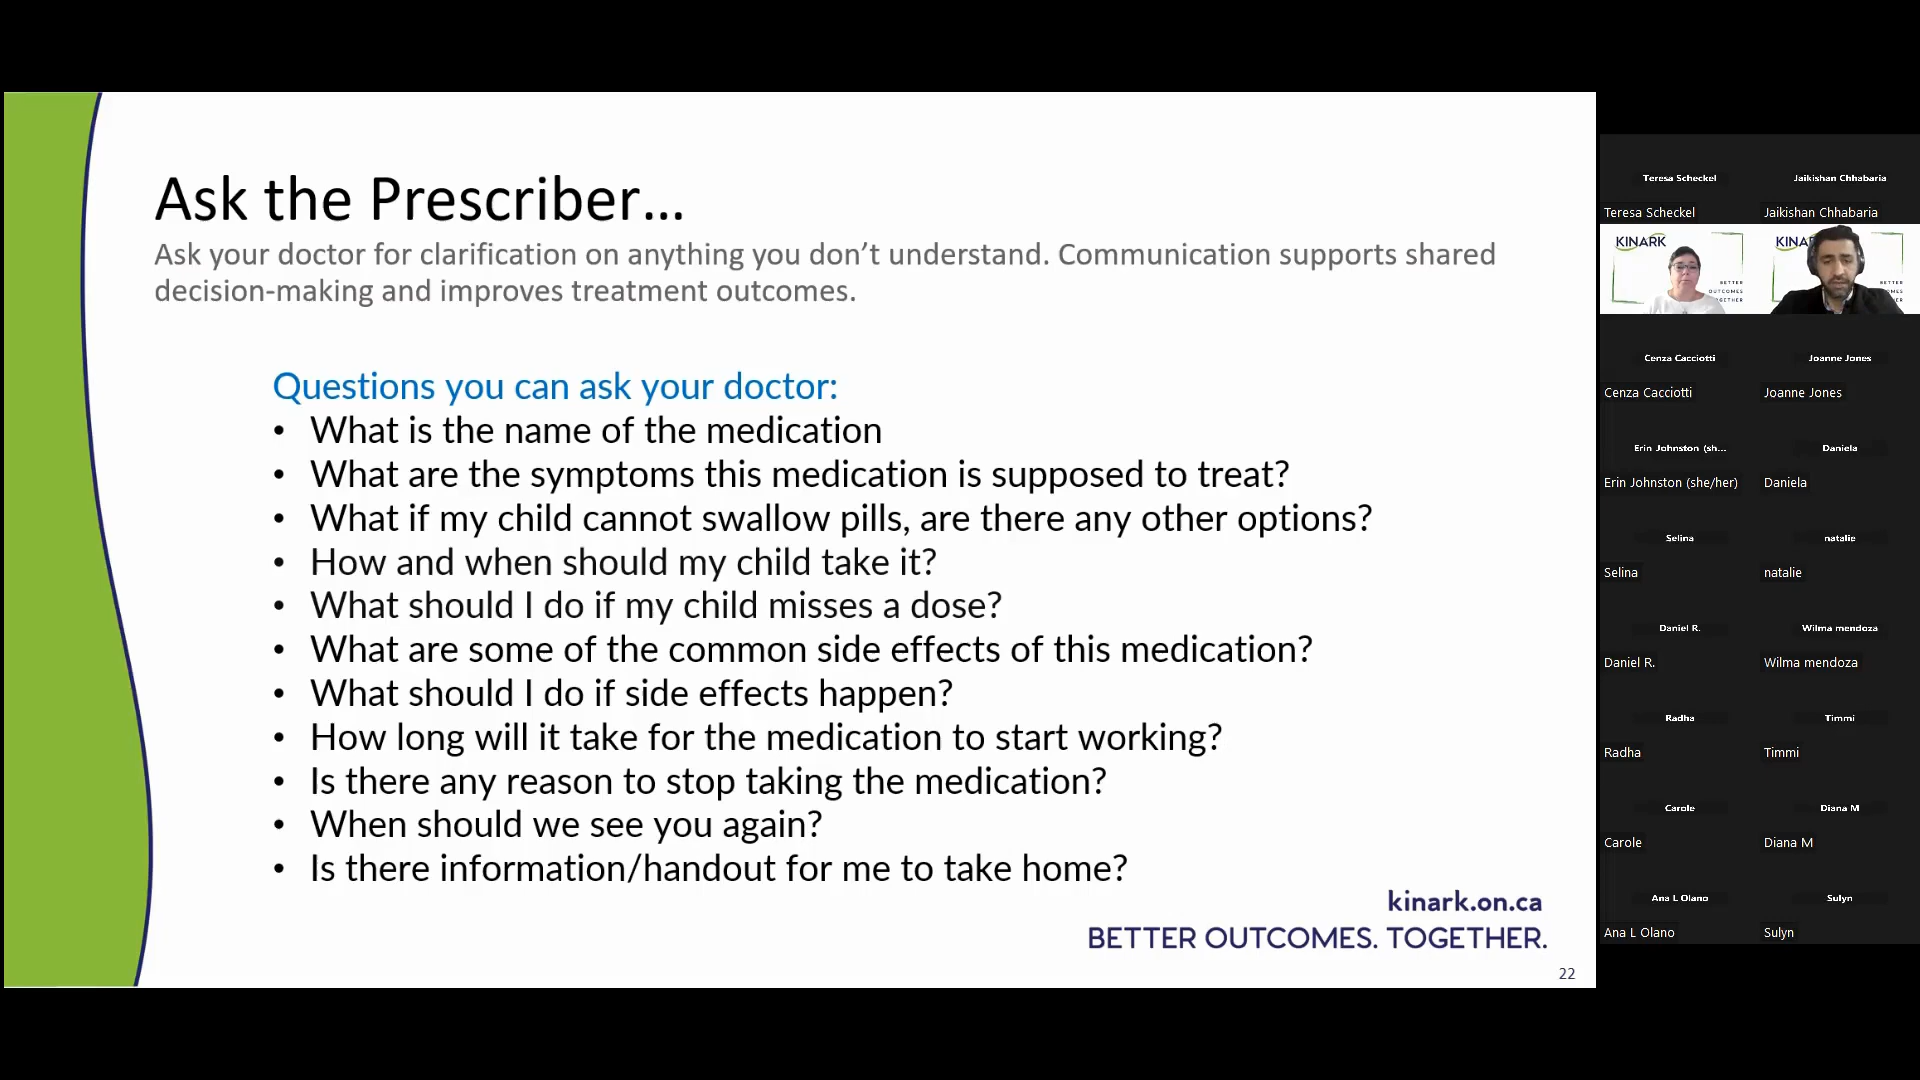 Ask the Prescriber...
Ask your doctor for clarification on anything you don’t understand. Communication supports shared
decision-making and improves treatment outcomes.
Questions you can ask your doctor:
• What is the name of the medication
• What are the symptoms this medication is supposed to treat?
• What if my child cannot swallow pills, are there any other options?
• How and when should my child take it?
• What should I do if my child misses a dose?
• What are some of the common side effects of this medication?
• What should I do if side effects happen?
• How long will it take for the medication to start working?
• Is there any reason to stop taking the medication?
• When should we see you again?
• Is there information/handout for me to take home?
kinark.on.ca
BETTER OUTCOMES. TOGETHER.
22
Teresa Scheckel
Jaikishan Chhabaria
Teresa Scheckel
Jaikishan Chhabaria
KINARK
BETTER
OUTCOMES
KINA
BETTER
Cenza Cacciotti
Joanne Jones
Cenza Cacciotti
Joanne Jones
Erin Johnston (sh...
Daniela
Erin Johnston (she/her)
Daniela
Selina
natalie
Selina
natalie
Daniel R.
Wilma mendoza
Daniel R.
Wilma mendoza
Radha
Timmi
Radha
Timmi
Carole
Diana M
Carole
Diana M
Ana L Olano
Sulyn
Ana L Olano
Sulyn